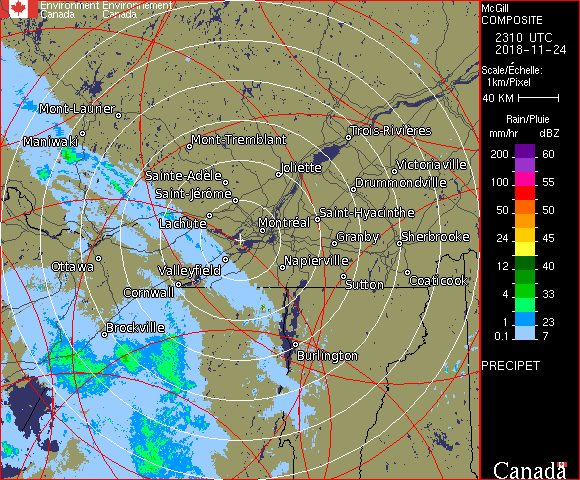 Environment Environnement
Canada Canada
McGill
COMPOSITE
2310 UTC
2018-11-24
Scale/Échelle:
1km/Pixel
40 KM
Rain/Pluie
mm/hr dBZ
200 60
150 55
100 55
50 50
24 45
12 40
4 33
1 23
0.1 7
PRECIPET
Canada
Mont-Laurier
Maniwaki
Mont-Tremblant
Trois-Rivières
Sainte-Adèle
Joliette
Victoriaville
Drummondville
Saint-Jérôme
Lachute
Montréal
Saint-Hyacinthe
Granby
Sherbrooke
Ottawa
Valleyfield
Napierville
Cornwall
Sutton
Coaticook
Brockville
Burlington